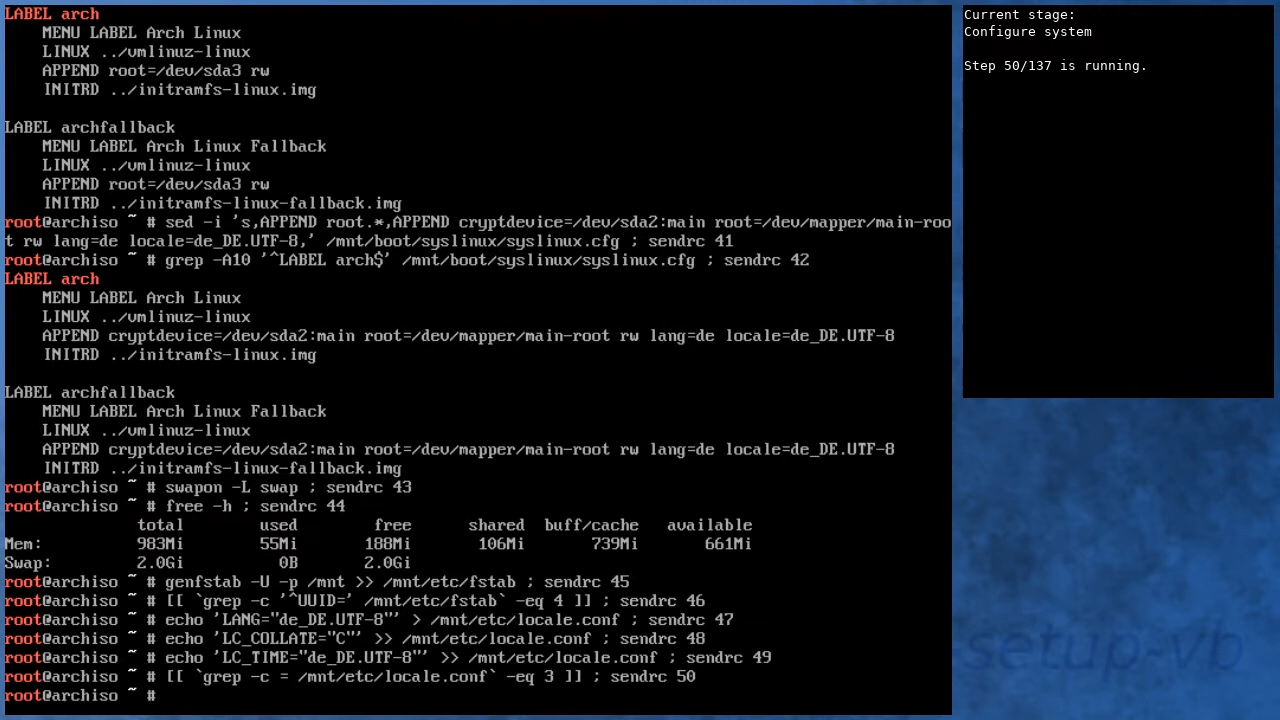 LABEL arch
    MENU LABEL Arch Linux
    LINUX ../vmlinuz-linux
    APPEND root=/dev/sda3 rw
    INITRD ../initramfs-linux.img

LABEL archfallback
    MENU LABEL Arch Linux Fallback
    LINUX ../vmlinuz-linux
    APPEND root=/dev/sda3 rw
    INITRD ../initramfs-linux-fallback.img
root@archiso ~ # sed -i 's,APPEND root.*,APPEND cryptdevice=/dev/sda2:main root=/dev/mapper/main-roo
t rw lang=de locale=de_DE.UTF-8,' /mnt/boot/syslinux/syslinux.cfg ; sendrc 41
root@archiso ~ # grep -A10 '^LABEL arch$' /mnt/boot/syslinux/syslinux.cfg ; sendrc 42
LABEL arch
    MENU LABEL Arch Linux
    LINUX ../vmlinuz-linux
    APPEND cryptdevice=/dev/sda2:main root=/dev/mapper/main-root rw lang=de locale=de_DE.UTF-8
    INITRD ../initramfs-linux.img

LABEL archfallback
    MENU LABEL Arch Linux Fallback
    LINUX ../vmlinuz-linux
    APPEND cryptdevice=/dev/sda2:main root=/dev/mapper/main-root rw lang=de locale=de_DE.UTF-8
    INITRD ../initramfs-linux-fallback.img
root@archiso ~ # swapon -L swap ; sendrc 43
root@archiso ~ # free -h ; sendrc 44
              total        used        free      shared  buff/cache   available
Mem:          983Mi        55Mi       188Mi       106Mi       739Mi       661Mi
Swap:         2.0Gi          0B       2.0Gi
root@archiso ~ # genfstab -U -p /mnt >> /mnt/etc/fstab ; sendrc 45
root@archiso ~ # [[ `grep -c '^UUID=' /mnt/etc/fstab` -eq 4 ]] ; sendrc 46
root@archiso ~ # echo 'LANG="de_DE.UTF-8"' > /mnt/etc/locale.conf ; sendrc 47
root@archiso ~ # echo 'LC_COLLATE="C"' >> /mnt/etc/locale.conf ; sendrc 48
root@archiso ~ # echo 'LC_TIME="de_DE.UTF-8"' >> /mnt/etc/locale.conf ; sendrc 49
root@archiso ~ # [[ `grep -c = /mnt/etc/locale.conf` -eq 3 ]] ; sendrc 50
root@archiso ~ #
Current stage:
Configure system

Step 50/137 is running.
setup-vb